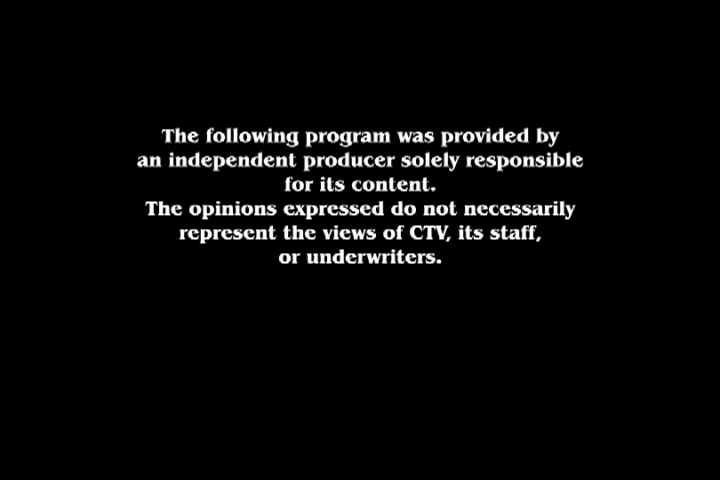 The following program was provided by
an independent producer solely responsible
for its content.
The opinions expressed do not necessarily
represent the views of CTV, its staff,
or underwriters.